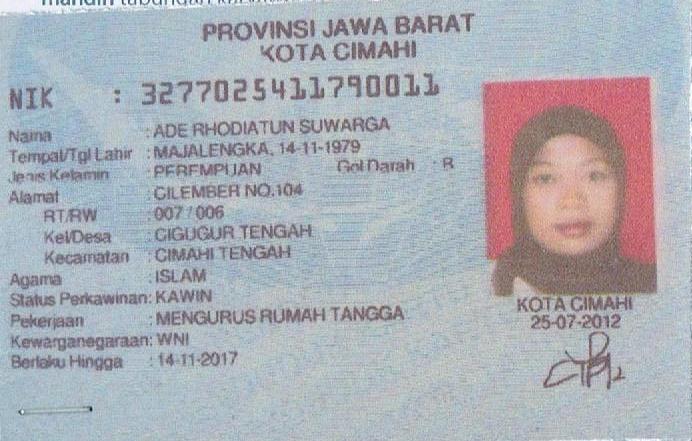 PROVINSI JAWA BARAT
KOTA CIMAHI
NIK : 3277025411790011
Nama : ADE RHODIATUN SUWARGA
Tempat/Tgl Lahir : MAJALENGKA, 14-11-1979
Jenis Kelamin : PEREMPUAN Gol Darah : B
Alamat : CILEMBER NO.104
RT/RW : 007 / 006
Kel/Desa : CIGUGUR TENGAH
Kecamatan : CIMAHI TENGAH
Agama : ISLAM
Status Perkawinan: KAWIN
Pekerjaan : MENGURUS RUMAH TANGGA
Kewarganegaraan: WNI
Berlaku Hingga : 14-11-2017
KOTA CIMAHI
25-07-2012